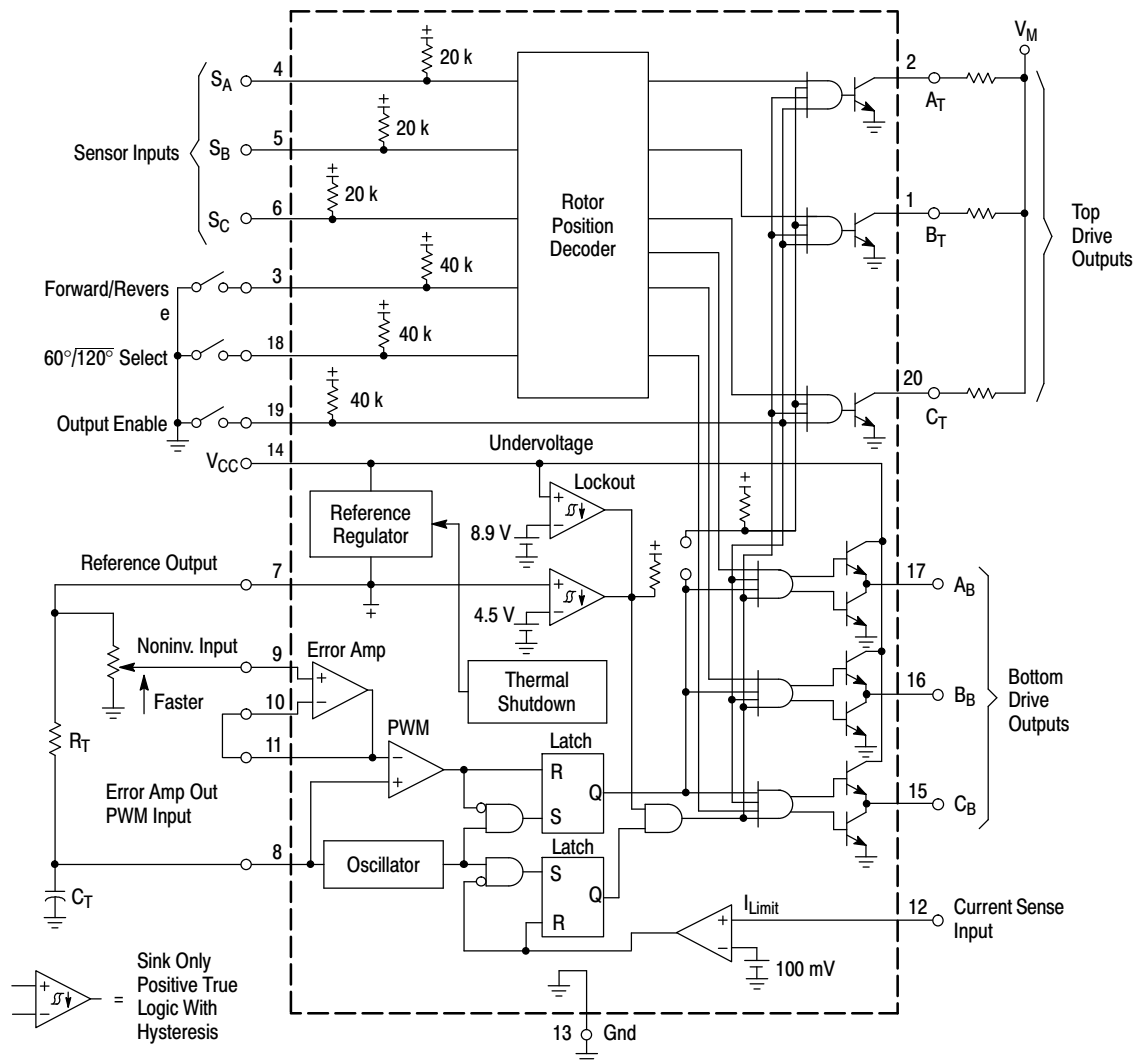 V_M
20 k
S_A
4
2
A_T
20 k
S_B
5
Sensor Inputs
20 k
S_C
6
Rotor
Position
Decoder
1
B_T
Top
Drive
Outputs
40 k
Forward/Revers
e
3
40 k
60°/120° Select
18
40 k
20
C_T
Output Enable
19
V_CC
14
Undervoltage
Lockout
Reference
Regulator
8.9 V
Reference Output
7
4.5 V
17
A_B
Noninv. Input
9
Error Amp
Faster
10
Thermal
Shutdown
16
B_B
Bottom
Drive
Outputs
R_T
11
PWM
Latch
R
Q
S
15
C_B
Error Amp Out
PWM Input
8
Oscillator
Latch
S
Q
R
C_T
I_Limit
12
Current Sense
Input
100 mV
=
Sink Only
Positive True
Logic With
Hysteresis
13
Gnd